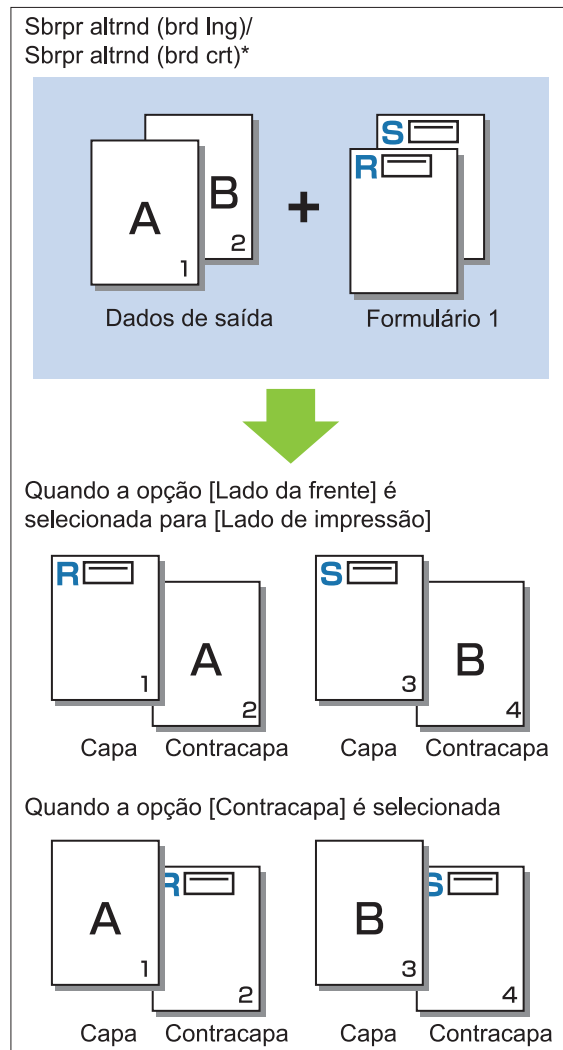 Sbrpr altrnd (brd lng)/
Sbrpr altrnd (brd crt)*
A
1
B
2
+
S
R
Dados de saída
Formulário 1
Quando a opção [Lado da frente] é
selecionada para [Lado de impressão]
R
1
A
2
S
3
B
4
Capa Contracapa Capa Contracapa
Quando a opção [Contracapa] é selecionada
A
1
R
2
B
3
S
4
Capa Contracapa Capa Contracapa